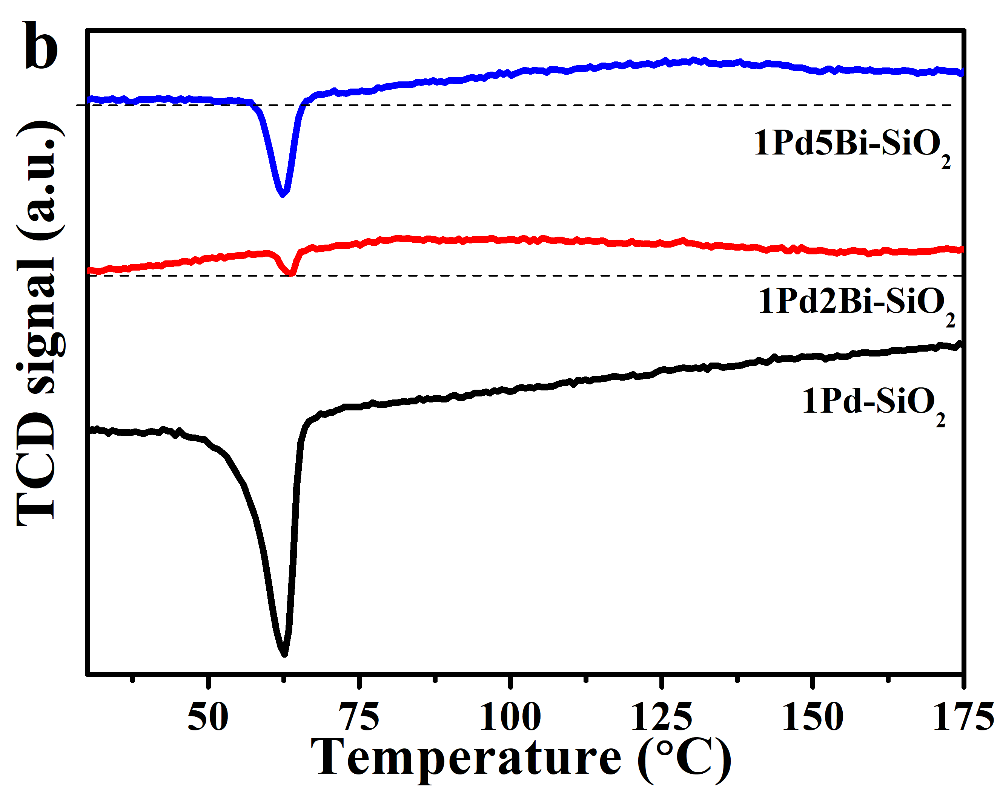 b
TCD signal (a.u.)
1Pd5Bi-SiO₂
1Pd2Bi-SiO₂
1Pd-SiO₂
50 75 100 125 150 175
Temperature (°C)